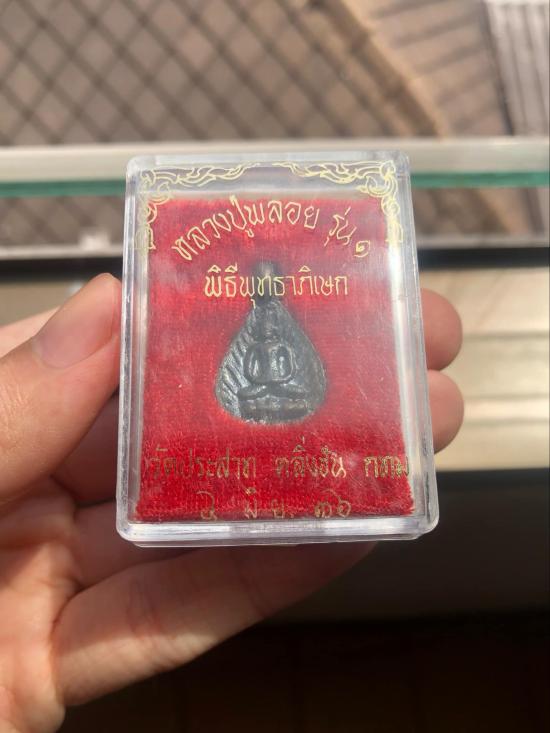 หลวงปู่พลอย รุ่น ๑
พิธีพุทธาภิเษก
วัดประสาท ตลิ่งชัน กทม
๖ มิ.ย. ๓๖